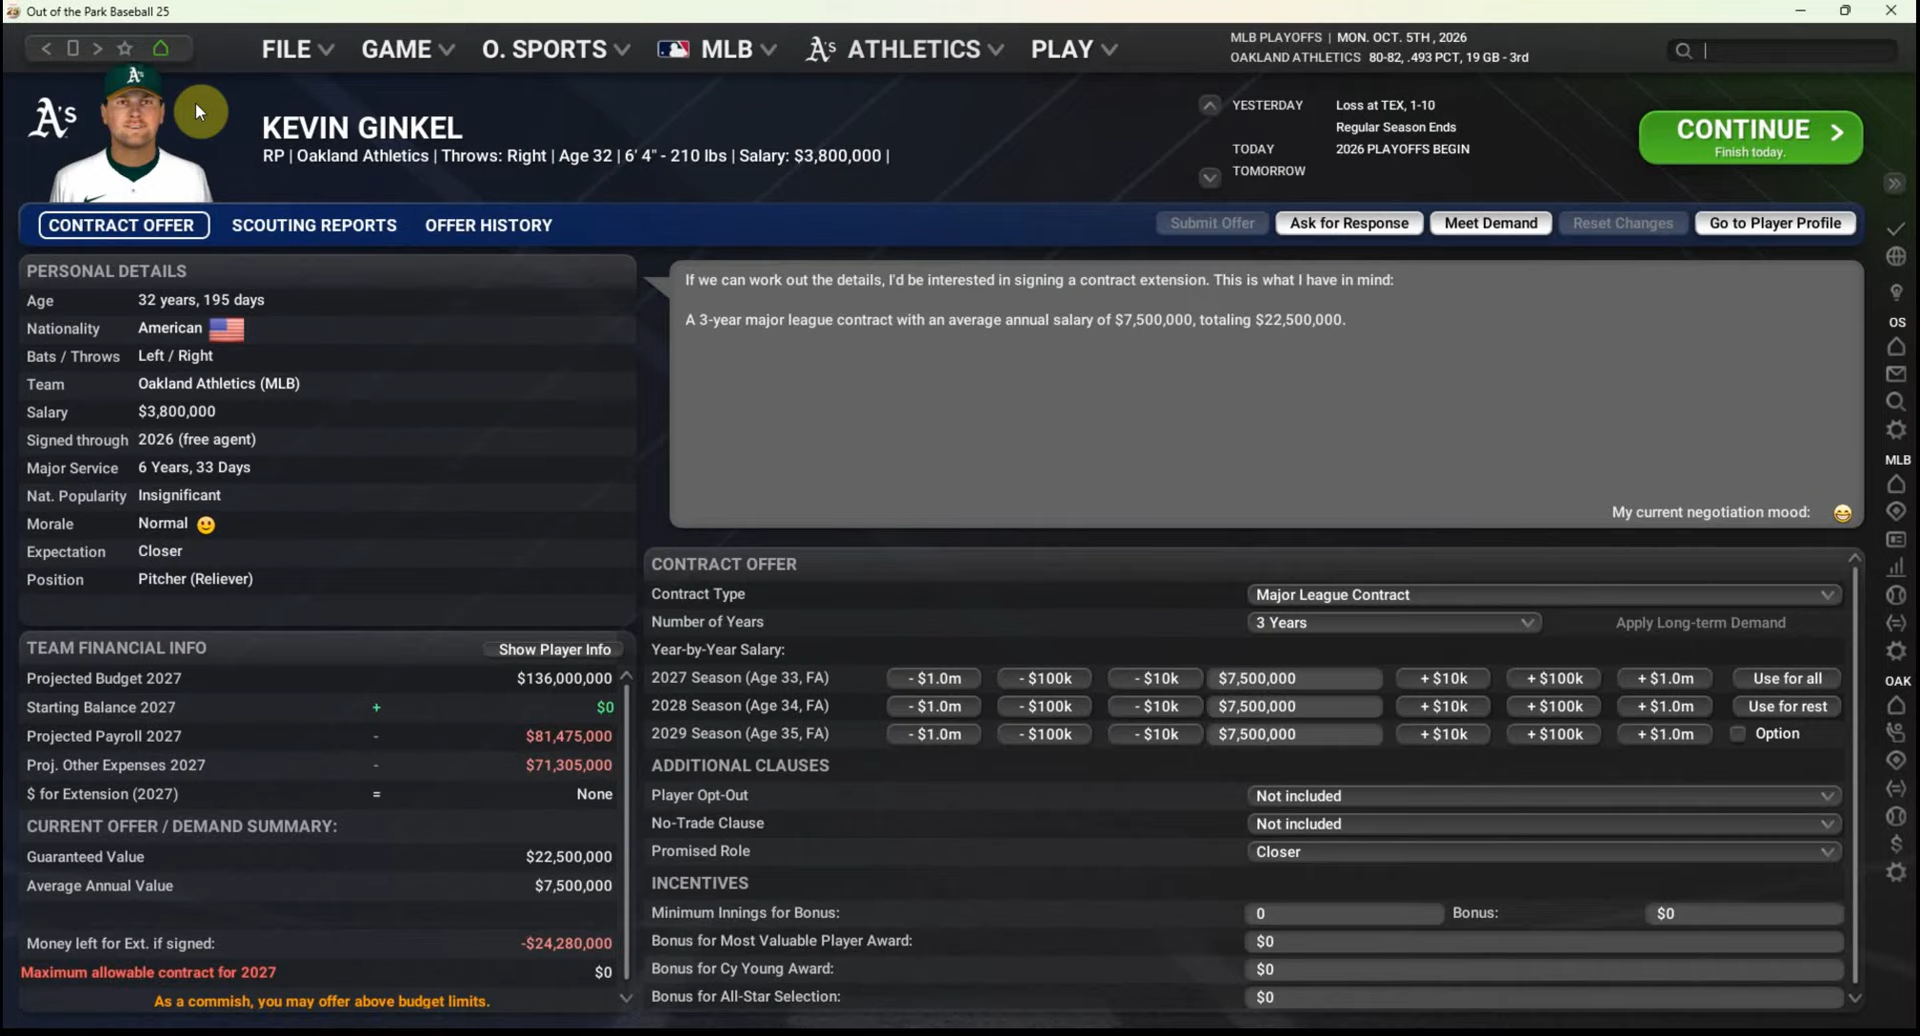 Out of the Park Baseball 25
FILE
GAME
O. SPORTS
MLB
A's ATHLETICS
PLAY
MLB PLAYOFFS | MON. OCT. 5TH , 2026
OAKLAND ATHLETICS 80-82, .493 PCT, 19 GB - 3rd
A's
KEVIN GINKEL
RP | Oakland Athletics | Throws: Right | Age 32 | 6' 4" - 210 lbs | Salary: $3,800,000 |
YESTERDAY Loss at TEX, 1-10
Regular Season Ends
TODAY 2026 PLAYOFFS BEGIN
TOMORROW
CONTINUE
Finish today.
CONTRACT OFFER
SCOUTING REPORTS
OFFER HISTORY
Submit Offer
Ask for Response
Meet Demand
Reset Changes
Go to Player Profile
PERSONAL DETAILS
Age 32 years, 195 days
Nationality American
Bats / Throws Left / Right
Team Oakland Athletics (MLB)
Salary $3,800,000
Signed through 2026 (free agent)
Major Service 6 Years, 33 Days
Nat. Popularity Insignificant
Morale Normal
Expectation Closer
Position Pitcher (Reliever)
TEAM FINANCIAL INFO Show Player Info
Projected Budget 2027 $136,000,000
Starting Balance 2027 + $0
Projected Payroll 2027 - $81,475,000
Proj. Other Expenses 2027 - $71,305,000
$ for Extension (2027) = None
CURRENT OFFER / DEMAND SUMMARY:
Guaranteed Value $22,500,000
Average Annual Value $7,500,000
Money left for Ext. if signed: -$24,280,000
Maximum allowable contract for 2027 $0
As a commish, you may offer above budget limits.
If we can work out the details, I'd be interested in signing a contract extension. This is what I have in mind:
A 3-year major league contract with an average annual salary of $7,500,000, totaling $22,500,000.
My current negotiation mood:
CONTRACT OFFER
Contract Type Major League Contract
Number of Years 3 Years Apply Long-term Demand
Year-by-Year Salary:
2027 Season (Age 33, FA) - $1.0m - $100k - $10k $7,500,000 + $10k + $100k + $1.0m Use for all
2028 Season (Age 34, FA) - $1.0m - $100k - $10k $7,500,000 + $10k + $100k + $1.0m Use for rest
2029 Season (Age 35, FA) - $1.0m - $100k - $10k $7,500,000 + $10k + $100k + $1.0m Option
ADDITIONAL CLAUSES
Player Opt-Out Not included
No-Trade Clause Not included
Promised Role Closer
INCENTIVES
Minimum Innings for Bonus: 0 Bonus: $0
Bonus for Most Valuable Player Award: $0
Bonus for Cy Young Award: $0
Bonus for All-Star Selection: $0
OS
MLB
OAK